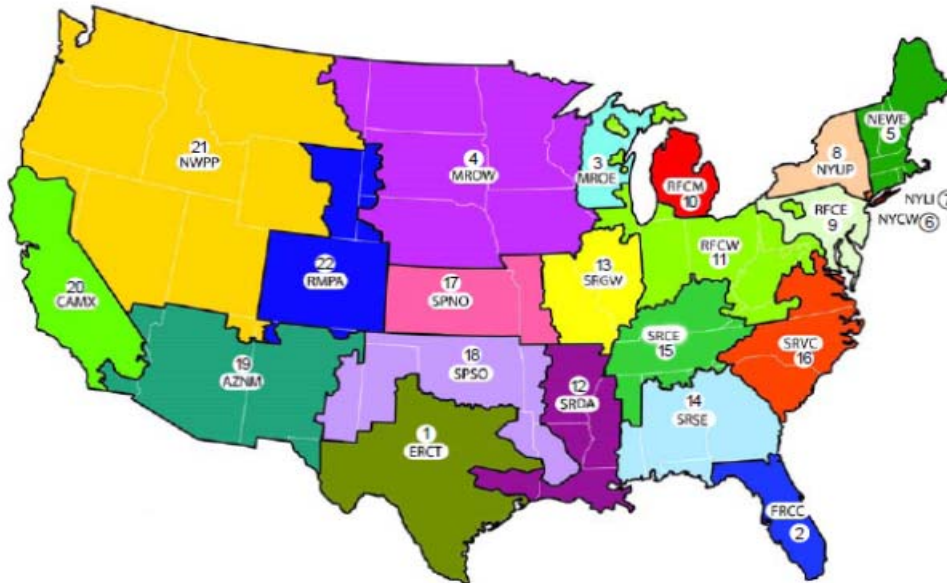 21
NWPP
4
MROW
3
MROE
RFCM
10
NEWE
5
8
NYUP
NYLI 7
NYCW 6
RFCE
9
RFCW
11
20
CAMX
22
RMPA
17
SPNO
13
SRGW
SRCE
15
SRVC
16
19
AZNM
18
SPSO
12
SRDA
14
SRSE
1
ERCT
FRCC
2